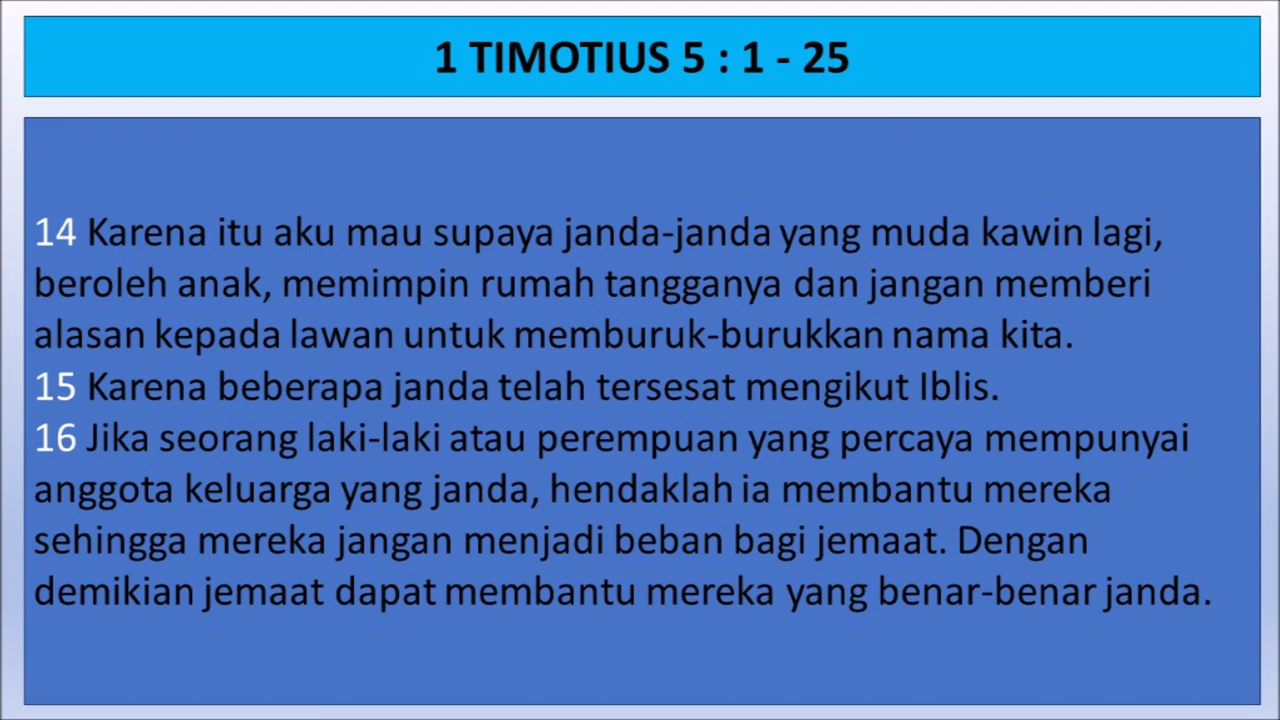 1 TIMOTIUS 5 : 1 - 25
14 Karena itu aku mau supaya janda-janda yang muda kawin lagi,
beroleh anak, memimpin rumah tangganya dan jangan memberi
alasan kepada lawan untuk memburuk-burukkan nama kita.
15 Karena beberapa janda telah tersesat mengikut Iblis.
16 Jika seorang laki-laki atau perempuan yang percaya mempunyai
anggota keluarga yang janda, hendaklah ia membantu mereka
sehingga mereka jangan menjadi beban bagi jemaat. Dengan
demikian jemaat dapat membantu mereka yang benar-benar janda.